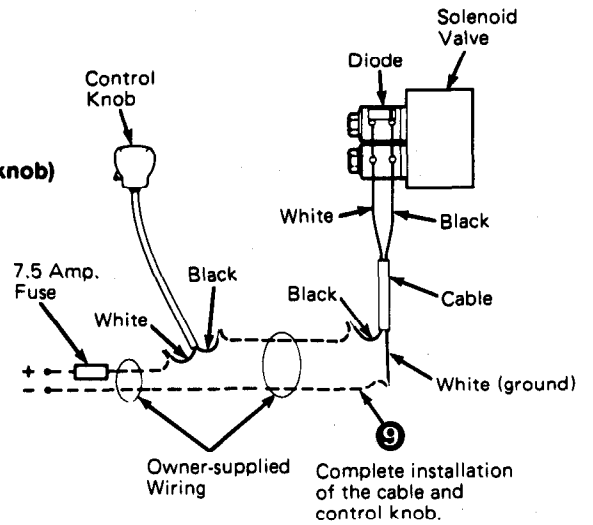 Solenoid
Valve
Diode
Control
Knob
knob)
White
Black
7.5 Amp.
Fuse
Black
Black
Cable
White
+
–
White (ground)
9
Owner-supplied
Wiring
Complete installation
of the cable and
control knob.